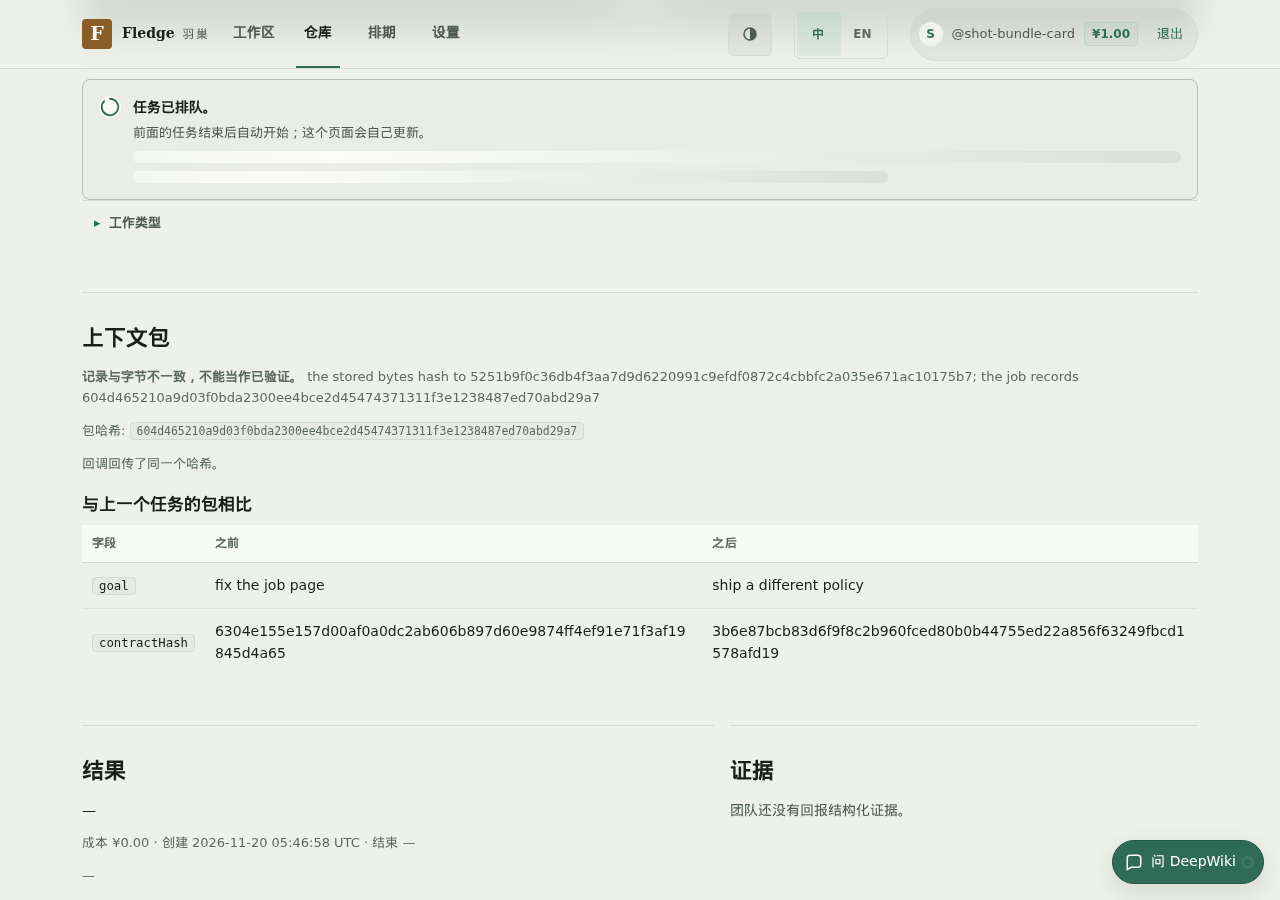 F Fledge 羽巢 工作区 仓库 排期 设置 中 EN S @shot-bundle-card ¥1.00 退出
任务已排队。
前面的任务结束后自动开始；这个页面会自己更新。
▸ 工作类型
上下文包
记录与字节不一致，不能当作已验证。 the stored bytes hash to 5251b9f0c36db4f3aa7d9d6220991c9efdf0872c4cbbfc2a035e671ac10175b7; the job records
604d465210a9d03f0bda2300ee4bce2d45474371311f3e1238487ed70abd29a7
包哈希: 604d465210a9d03f0bda2300ee4bce2d45474371311f3e1238487ed70abd29a7
回调回传了同一个哈希。
与上一个任务的包相比
字段 之前 之后
goal fix the job page ship a different policy
contractHash 6304e155e157d00af0a0dc2ab606b897d60e9874ff4ef91e71f3af19 3b6e87bcb83d6f9f8c2b960fced80b0b44755ed22a856f63249fbcd1
845d4a65 578afd19
结果 证据
— 团队还没有回报结构化证据。
成本 ¥0.00 · 创建 2026-11-20 05:46:58 UTC · 结束 —
—
问 DeepWiki